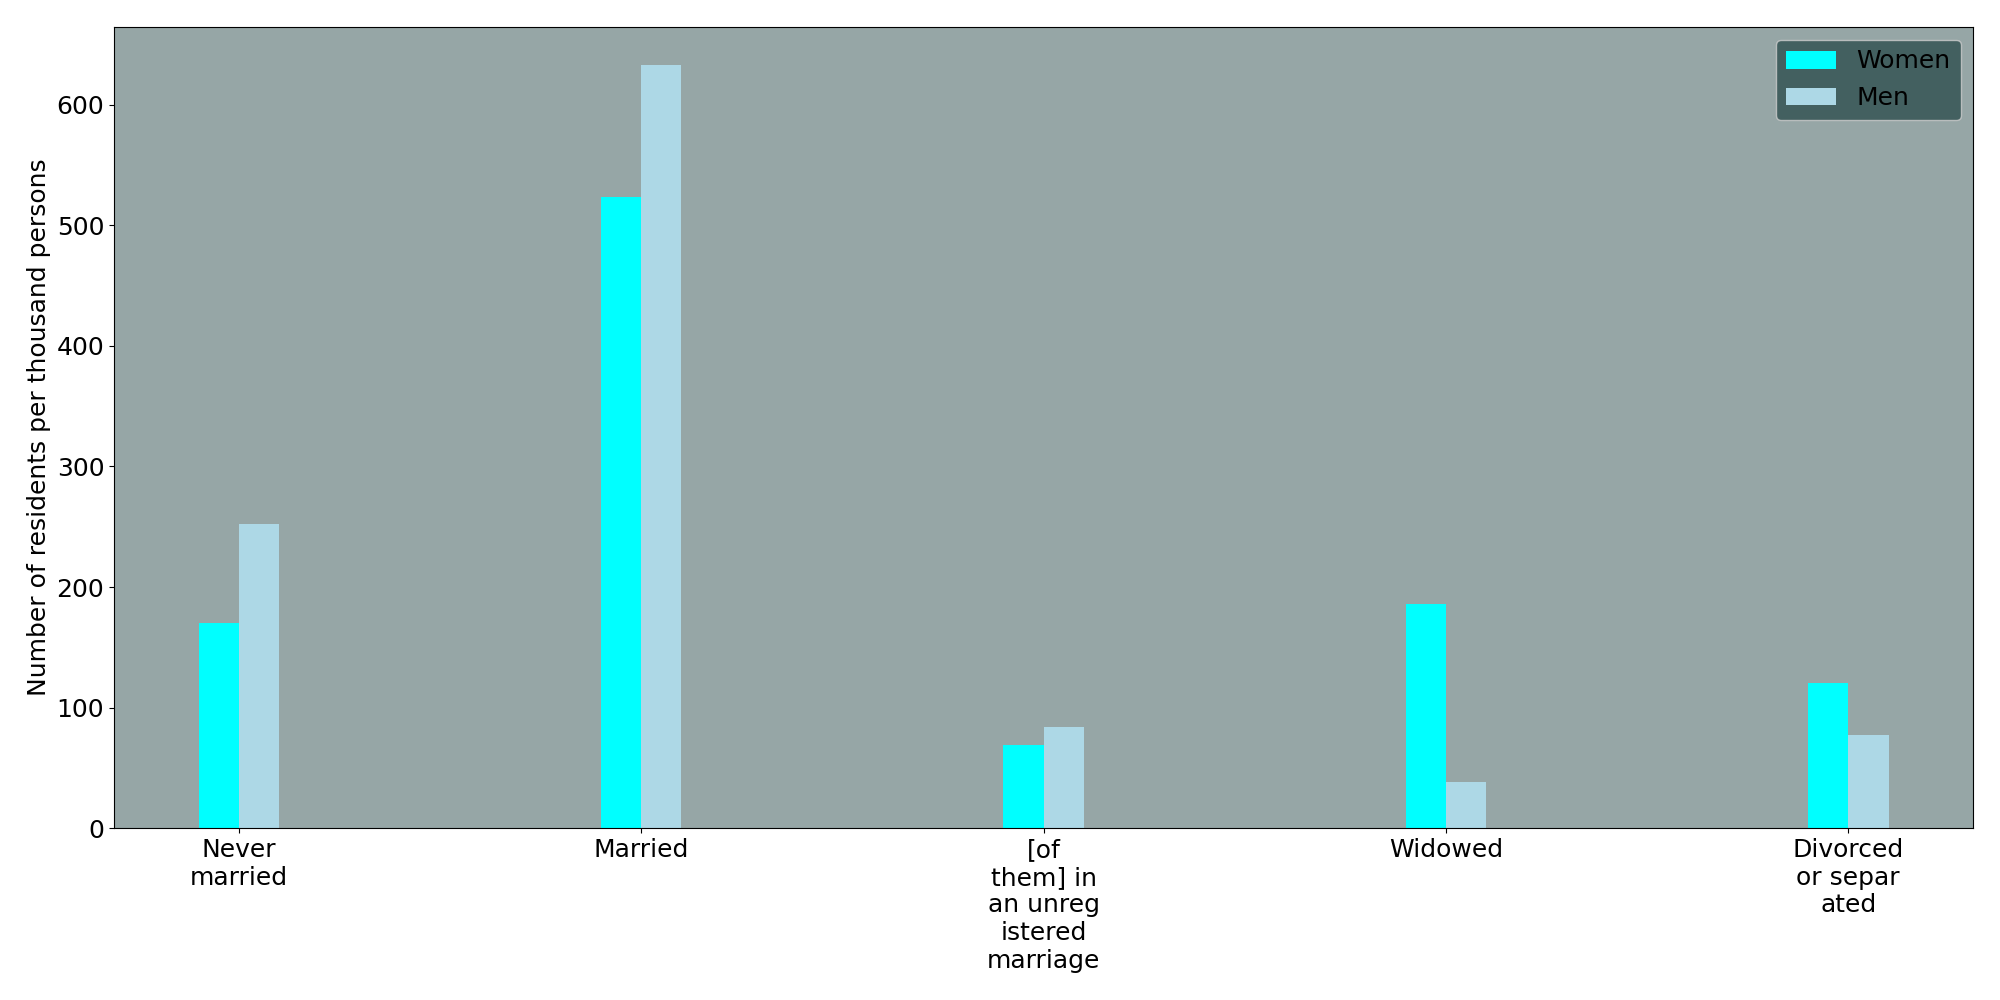 Number of residents per thousand persons
600
500
400
300
200
100
0
Women
Men
Never
married
Married
[of
them] in
an unreg
istered
marriage
Widowed
Divorced
or separ
ated